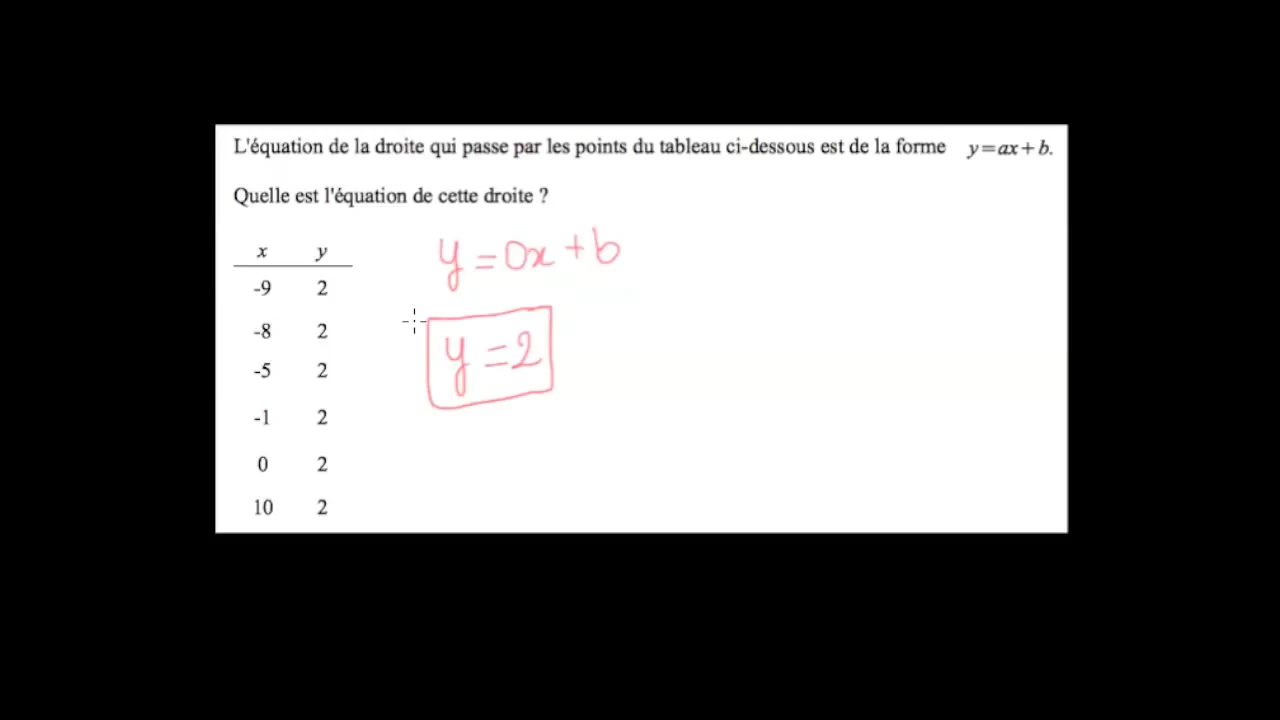 L'équation de la droite qui passe par les points du tableau ci-dessous est de la forme y=ax+b.
Quelle est l'équation de cette droite ?
x y
-9 2
-8 2
-5 2
-1 2
0 2
10 2
y = 0x + b
y = 2